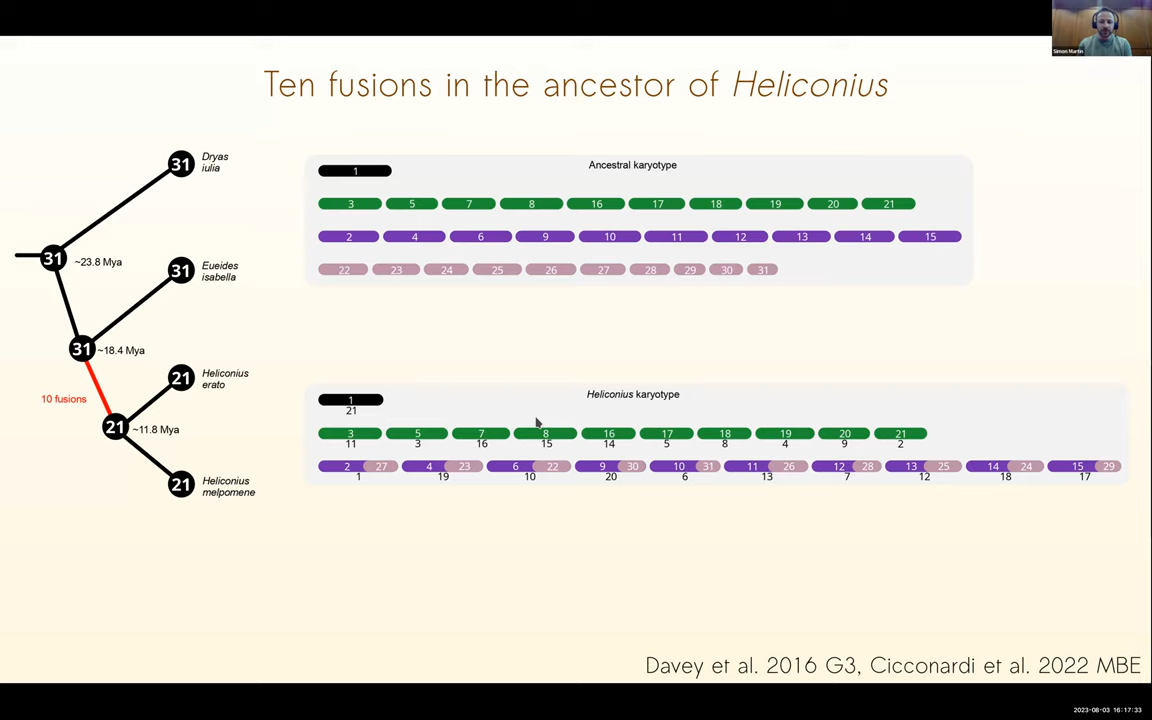 Simon Martin
Ten fusions in the ancestor of Heliconius
31
Dryas
iulia
31
~23.8 Mya
31
Eueides
isabella
31
~18.4 Mya
10 fusions
21
Heliconius
erato
21
~11.8 Mya
21
Heliconius
melpomene
Ancestral karyotype
1
3 5 7 8 16 17 18 19 20 21
2 4 6 9 10 11 12 13 14 15
22 23 24 25 26 27 28 29 30 31
Heliconius karyotype
1
21
3 5 7 8 16 17 18 19 20 21
11 3 16 15 14 5 8 4 9 2
2 27 4 23 6 22 9 30 10 31 11 26 12 28 13 25 14 24 15 29
1 19 10 20 6 13 7 12 18 17
Davey et al. 2016 G3, Cicconardi et al. 2022 MBE
2023-08-03 16:17:33